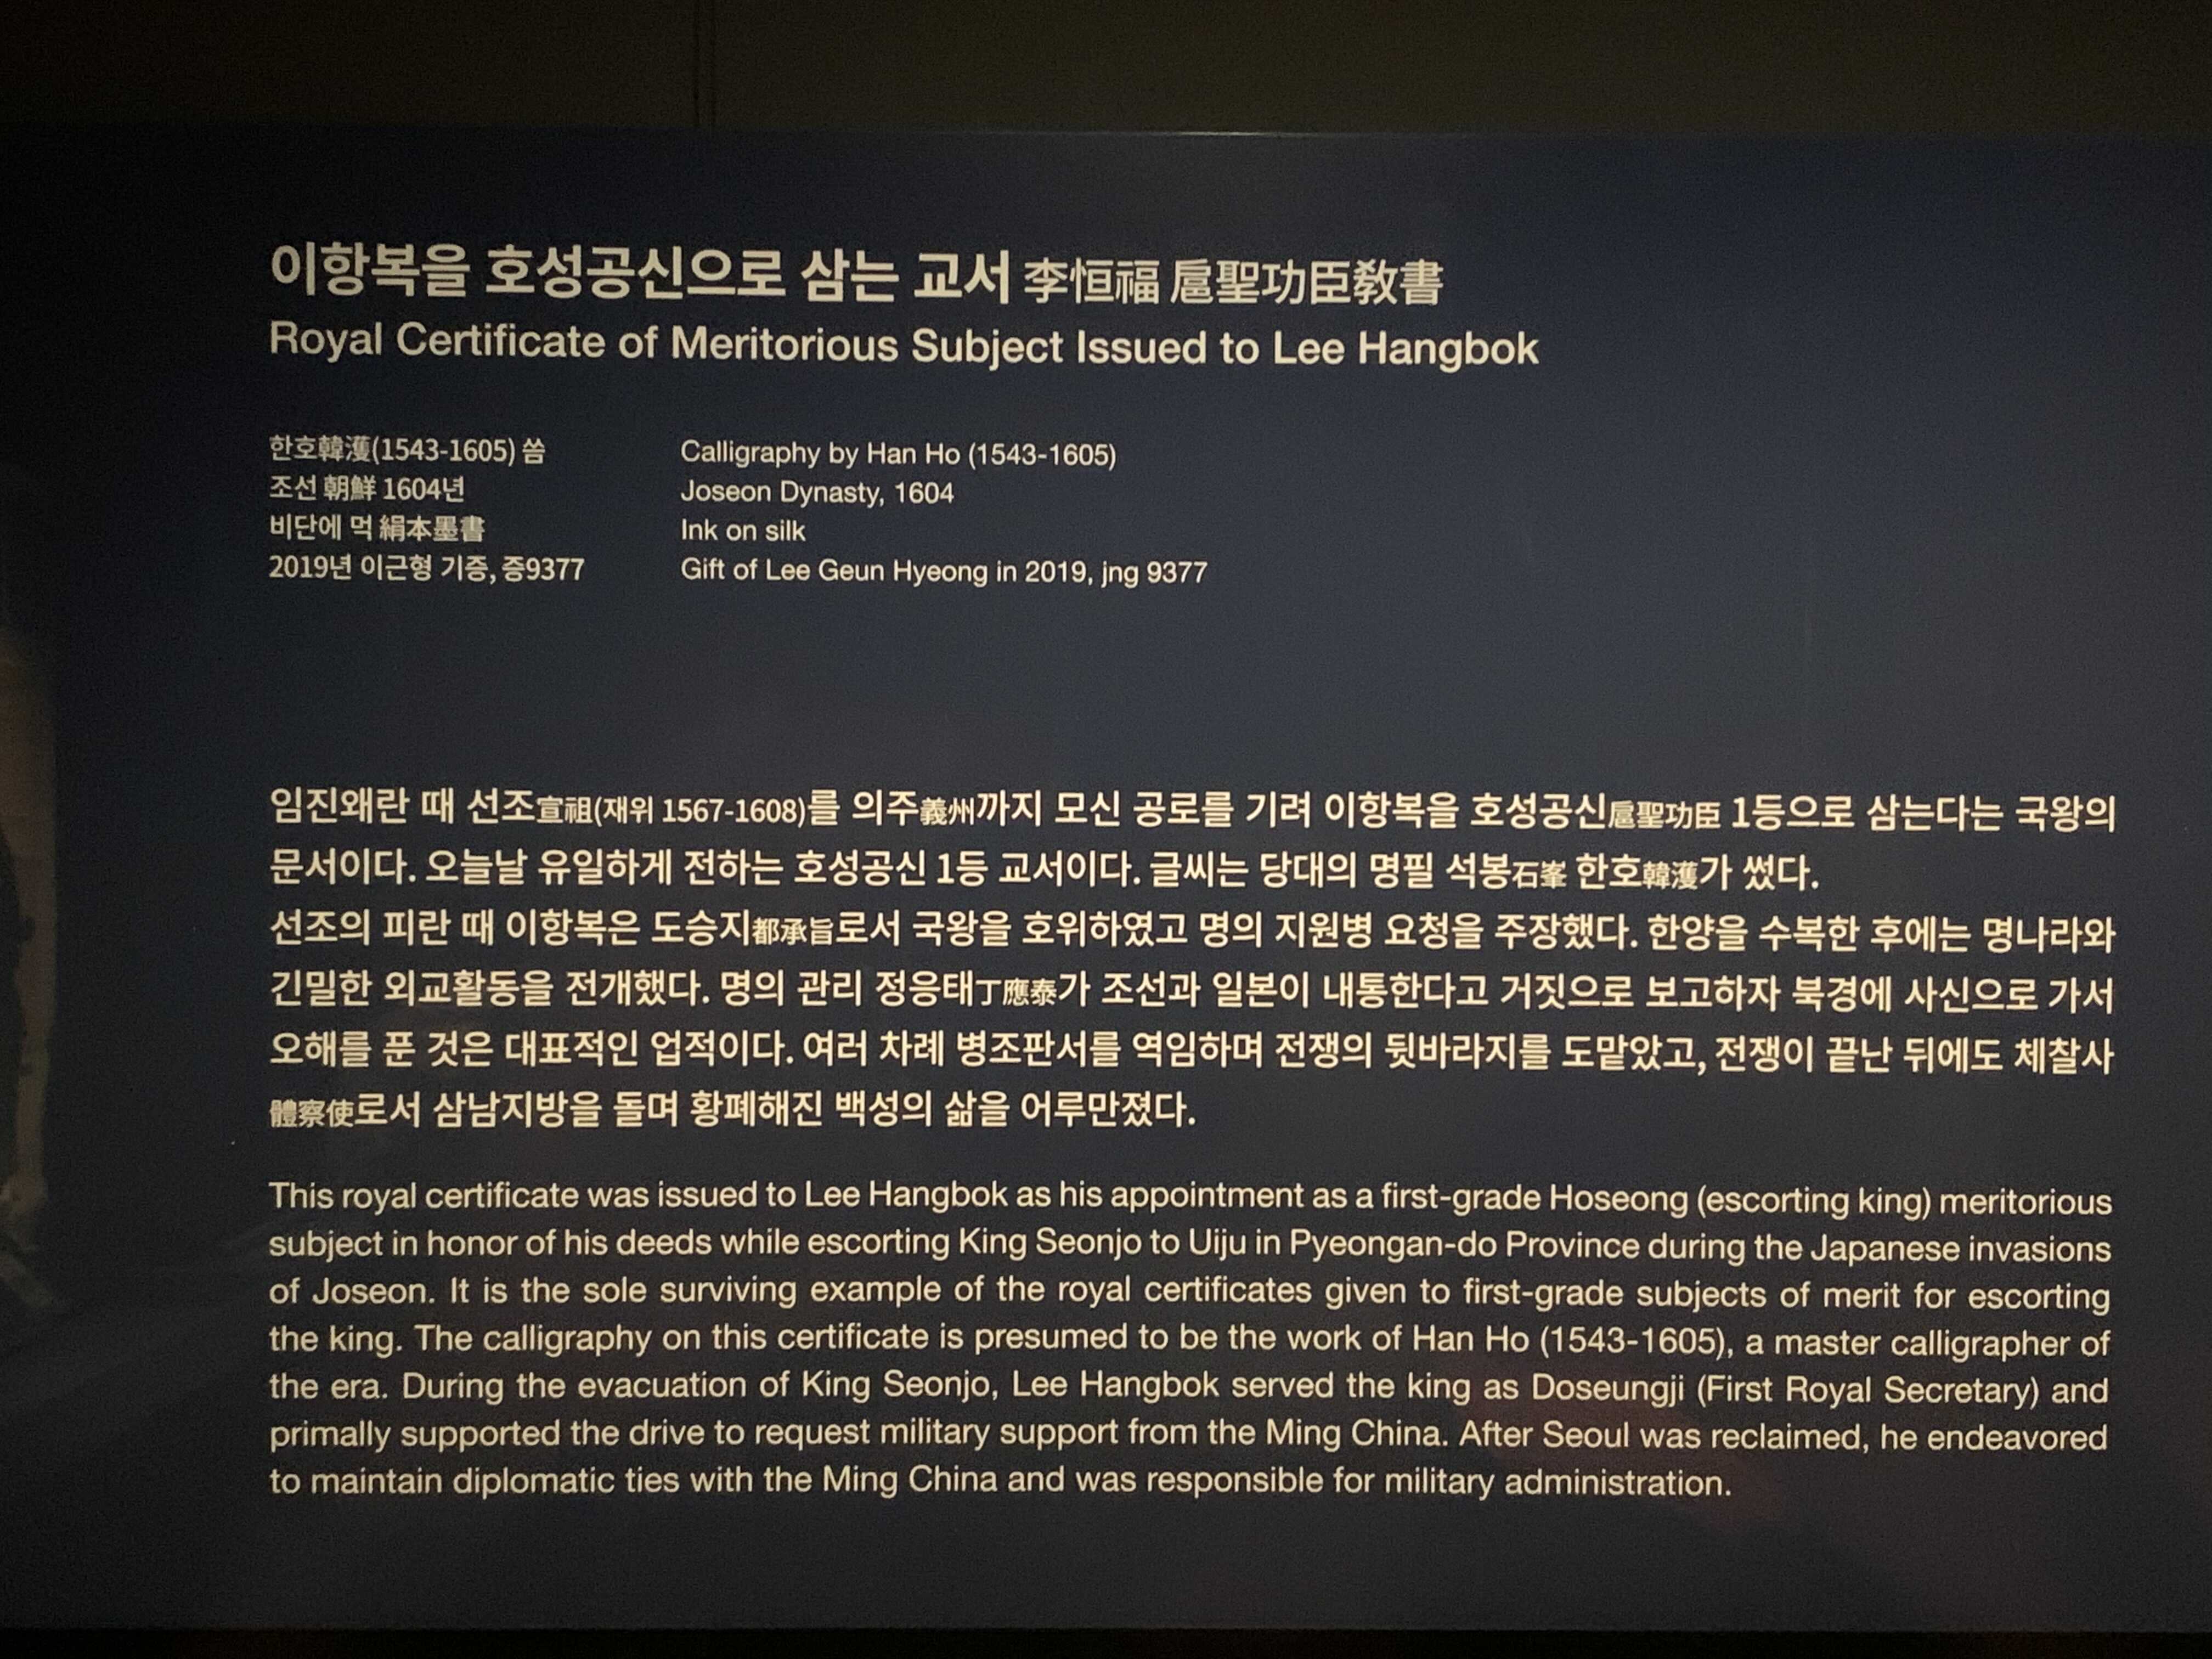 이항복을 호성공신으로 삼는 교서 李恒福 扈聖功臣敎書
Royal Certificate of Meritorious Subject Issued to Lee Hangbok
한호韓濩(1543-1605) 씀
조선 朝鮮 1604년
비단에 먹 絹本墨書
2019년 이근형 기증, 증9377
Calligraphy by Han Ho (1543-1605)
Joseon Dynasty, 1604
Ink on silk
Gift of Lee Geun Hyeong in 2019, jng 9377
임진왜란 때 선조宣祖(재위 1567-1608)를 의주義州까지 모신 공로를 기려 이항복을 호성공신扈聖功臣 1등으로 삼는다는 국왕의
문서이다. 오늘날 유일하게 전하는 호성공신 1등 교서이다. 글씨는 당대의 명필 석봉石峯 한호韓濩가 썼다.
선조의 피란 때 이항복은 도승지都承旨로서 국왕을 호위하였고 명의 지원병 요청을 주장했다. 한양을 수복한 후에는 명나라와
긴밀한 외교활동을 전개했다. 명의 관리 정응태丁應泰가 조선과 일본이 내통한다고 거짓으로 보고하자 북경에 사신으로 가서
오해를 푼 것은 대표적인 업적이다. 여러 차례 병조판서를 역임하며 전쟁의 뒷바라지를 도맡았고, 전쟁이 끝난 뒤에도 체찰사
體察使로서 삼남지방을 돌며 황폐해진 백성의 삶을 어루만졌다.
This royal certificate was issued to Lee Hangbok as his appointment as a first-grade Hoseong (escorting king) meritorious
subject in honor of his deeds while escorting King Seonjo to Uiju in Pyeongan-do Province during the Japanese invasions
of Joseon. It is the sole surviving example of the royal certificates given to first-grade subjects of merit for escorting
the king. The calligraphy on this certificate is presumed to be the work of Han Ho (1543-1605), a master calligrapher of
the era. During the evacuation of King Seonjo, Lee Hangbok served the king as Doseungji (First Royal Secretary) and
primally supported the drive to request military support from the Ming China. After Seoul was reclaimed, he endeavored
to maintain diplomatic ties with the Ming China and was responsible for military administration.